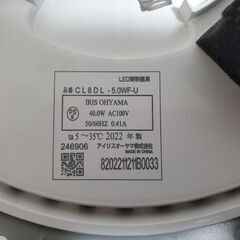 LED照明器具
品番 CL8DL-5.0WF-U
IRIS OHYAMA
40.0W AC100V
50/60HZ 0.41A
ta 5～35℃ 2022 年製
246906 アイリスオーヤマ株式会社
MADE IN CHINA
8202211211B0033